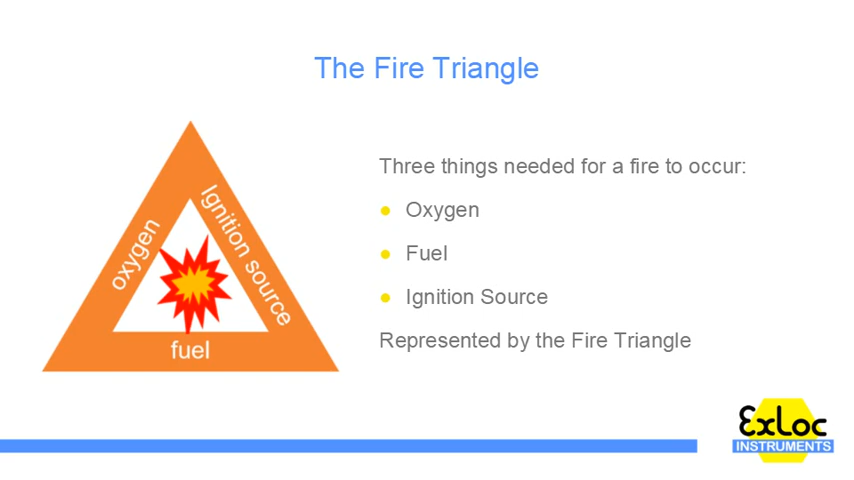 The Fire Triangle
Three things needed for a fire to occur:
Oxygen
Fuel
Ignition Source
Represented by the Fire Triangle
oxygen
Ignition source
fuel
ExLoc
INSTRUMENTS